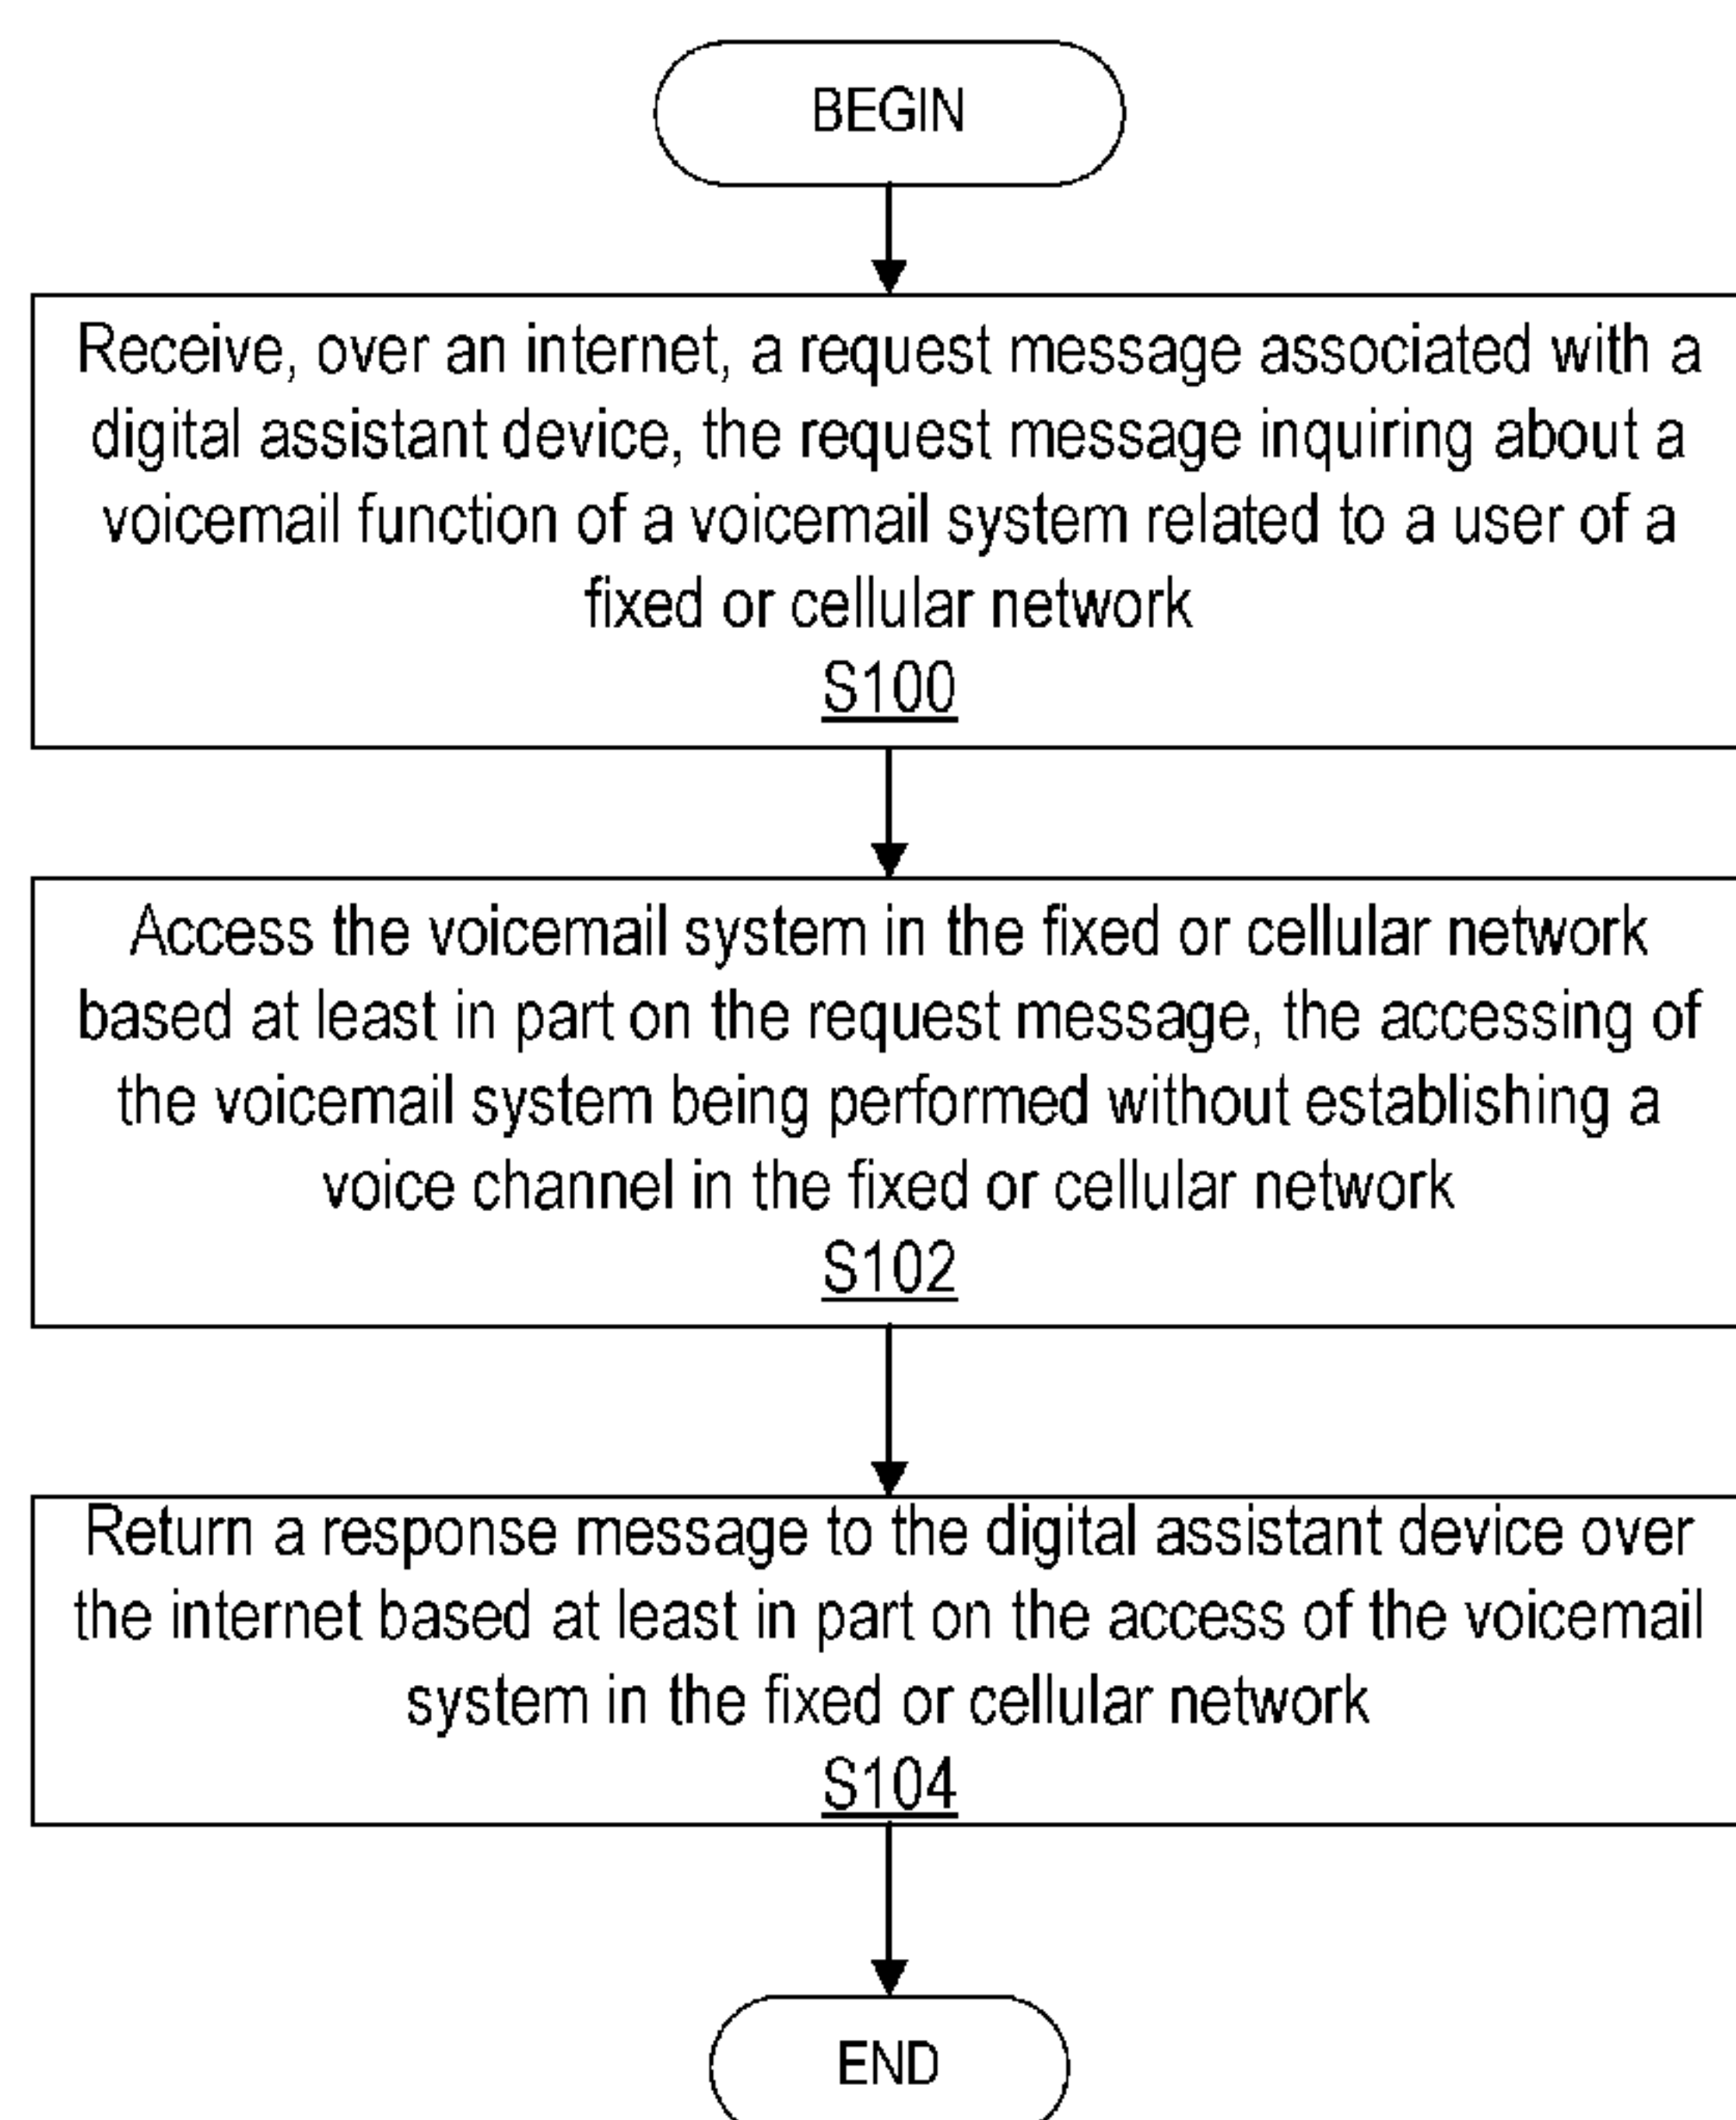 BEGIN
Receive, over an internet, a request message associated with a
digital assistant device, the request message inquiring about a
voicemail function of a voicemail system related to a user of a
fixed or cellular network
S100
Access the voicemail system in the fixed or cellular network
based at least in part on the request message, the accessing of
the voicemail system being performed without establishing a
voice channel in the fixed or cellular network
S102
Return a response message to the digital assistant device over
the internet based at least in part on the access of the voicemail
system in the fixed or cellular network
S104
END